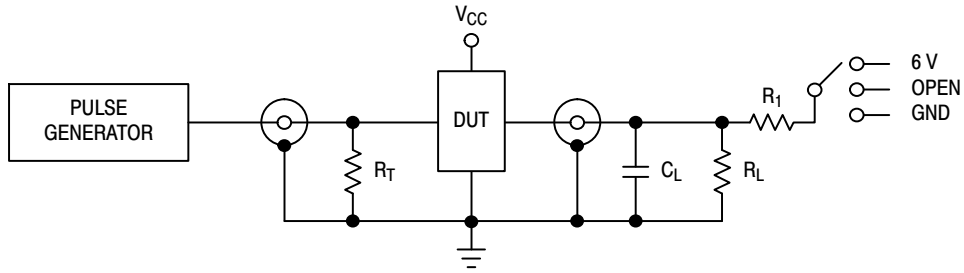 V_CC
6 V
OPEN
GND
R_1
PULSE
GENERATOR
DUT
R_T
C_L
R_L